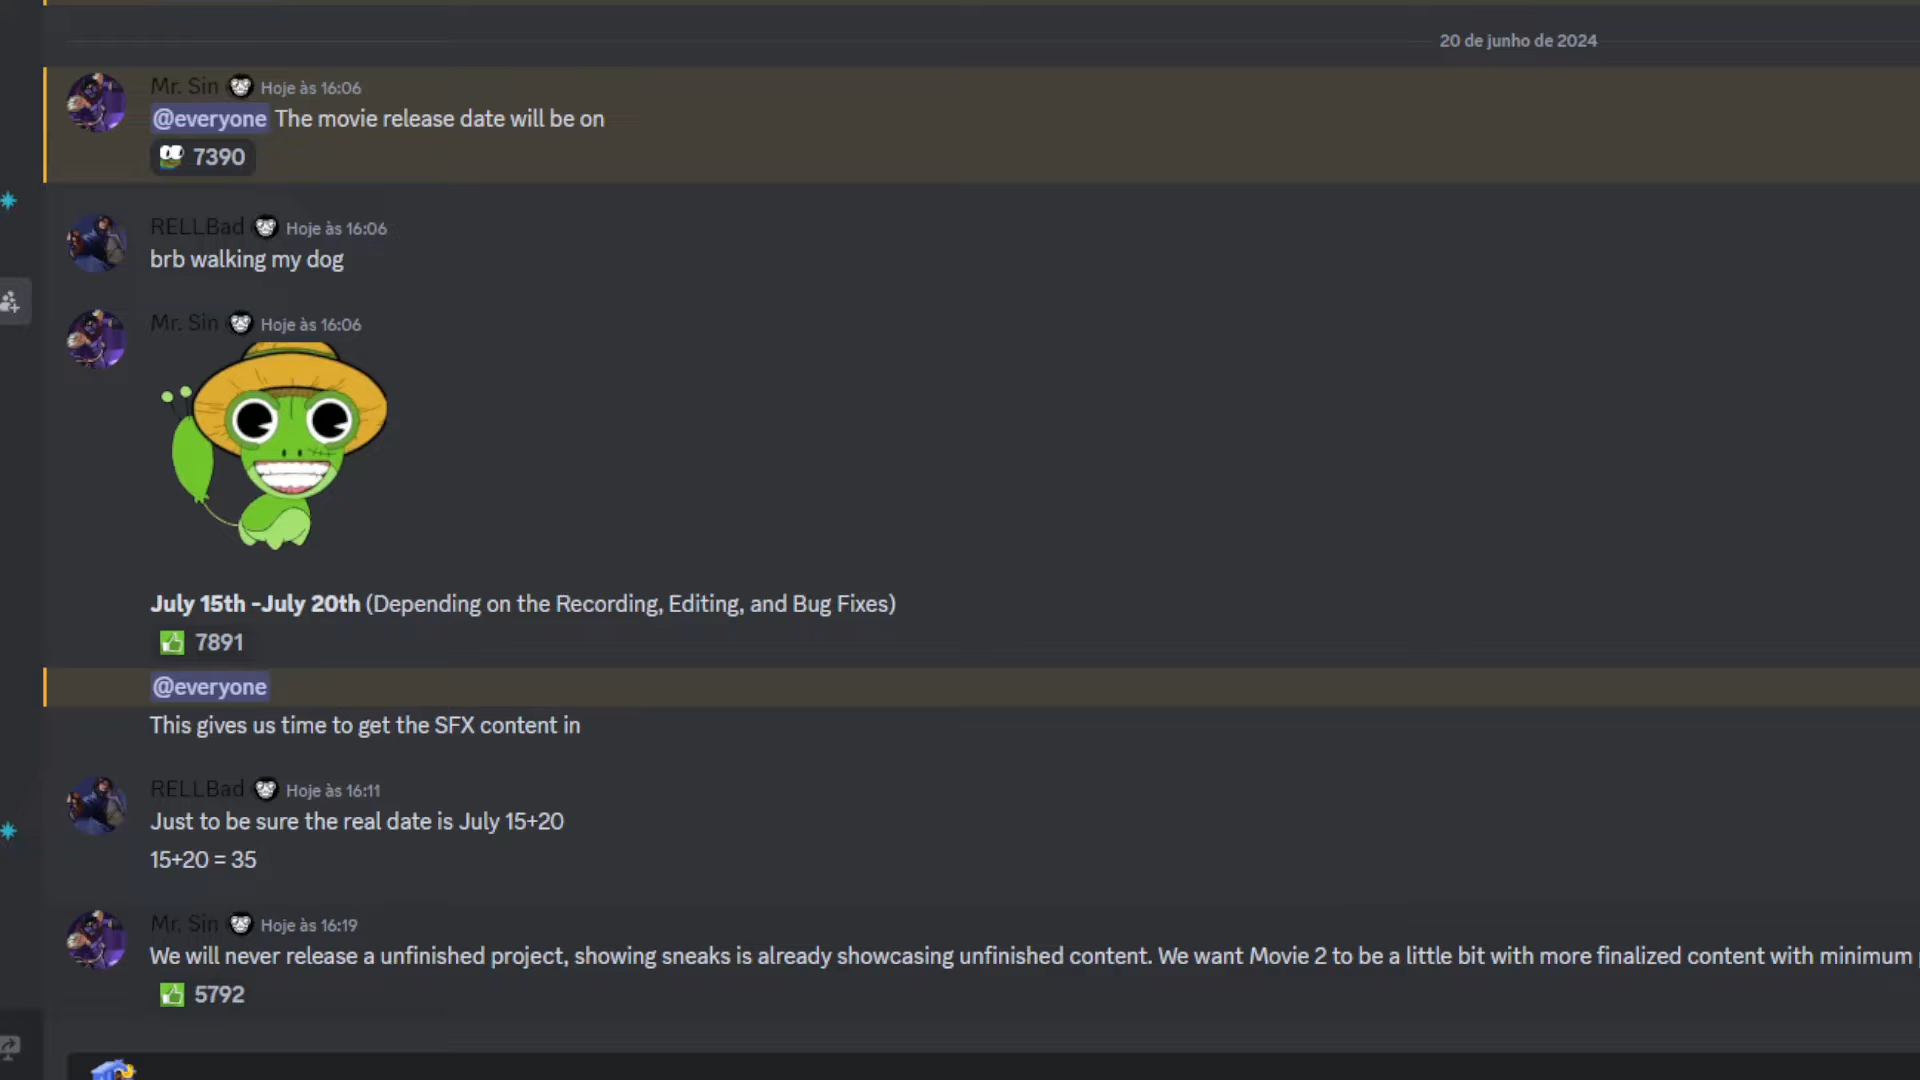 20 de junho de 2024
Mr. Sin Hoje às 16:06
@everyone The movie release date will be on
7390
RELLBad Hoje às 16:06
brb walking my dog
Mr. Sin Hoje às 16:06
July 15th -July 20th (Depending on the Recording, Editing, and Bug Fixes)
7891
@everyone
This gives us time to get the SFX content in
RELLBad Hoje às 16:11
Just to be sure the real date is July 15+20
15+20 = 35
Mr. Sin Hoje às 16:19
We will never release a unfinished project, showing sneaks is already showcasing unfinished content. We want Movie 2 to be a little bit with more finalized content with minimum
5792